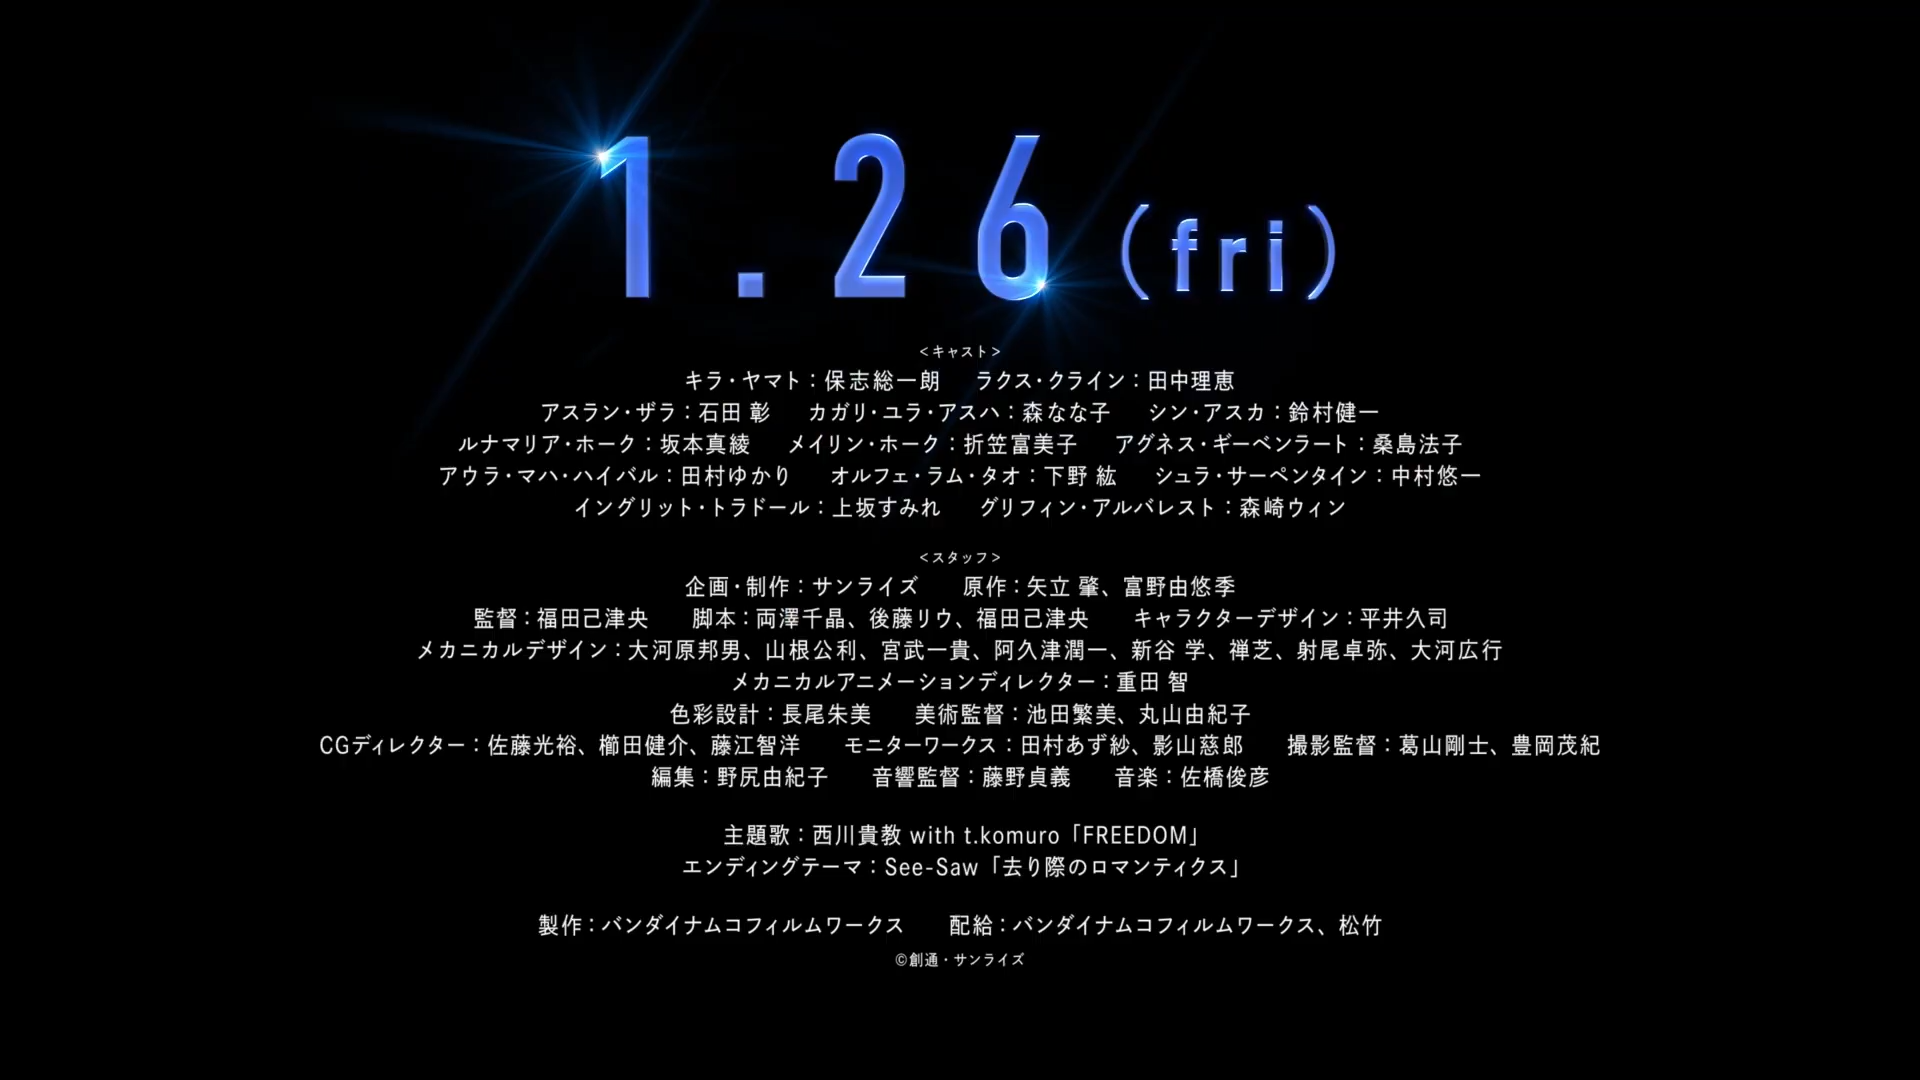 1.26(fri)
＜キャスト＞
キラ・ヤマト：保志総一朗　ラクス・クライン：田中理恵
アスラン・ザラ：石田 彰　カガリ・ユラ・アスハ：森なな子　シン・アスカ：鈴村健一
ルナマリア・ホーク：坂本真綾　メイリン・ホーク：折笠富美子　アグネス・ギーベンラート：桑島法子
アウラ・マハ・ハイバル：田村ゆかり　オルフェ・ラム・タオ：下野 紘　シュラ・サーペンタイン：中村悠一
イングリット・トラドール：上坂すみれ　グリフィン・アルバレスト：森崎ウィン
＜スタッフ＞
企画・制作：サンライズ　原作：矢立 肇、富野由悠季
監督：福田己津央　脚本：両澤千晶、後藤リウ、福田己津央　キャラクターデザイン：平井久司
メカニカルデザイン：大河原邦男、山根公利、宮武一貴、阿久津潤一、新谷 学、禅芝、射尾卓弥、大河広行
メカニカルアニメーションディレクター：重田 智
色彩設計：長尾朱美　美術監督：池田繁美、丸山由紀子
CGディレクター：佐藤光裕、櫛田健介、藤江智洋　モニターワークス：田村あず紗、影山慈郎　撮影監督：葛山剛士、豊岡茂紀
編集：野尻由紀子　音響監督：藤野貞義　音楽：佐橋俊彦
主題歌：西川貴教 with t.komuro「FREEDOM」
エンディングテーマ：See-Saw「去り際のロマンティクス」
製作：バンダイナムコフィルムワークス　配給：バンダイナムコフィルムワークス、松竹
©創通・サンライズ